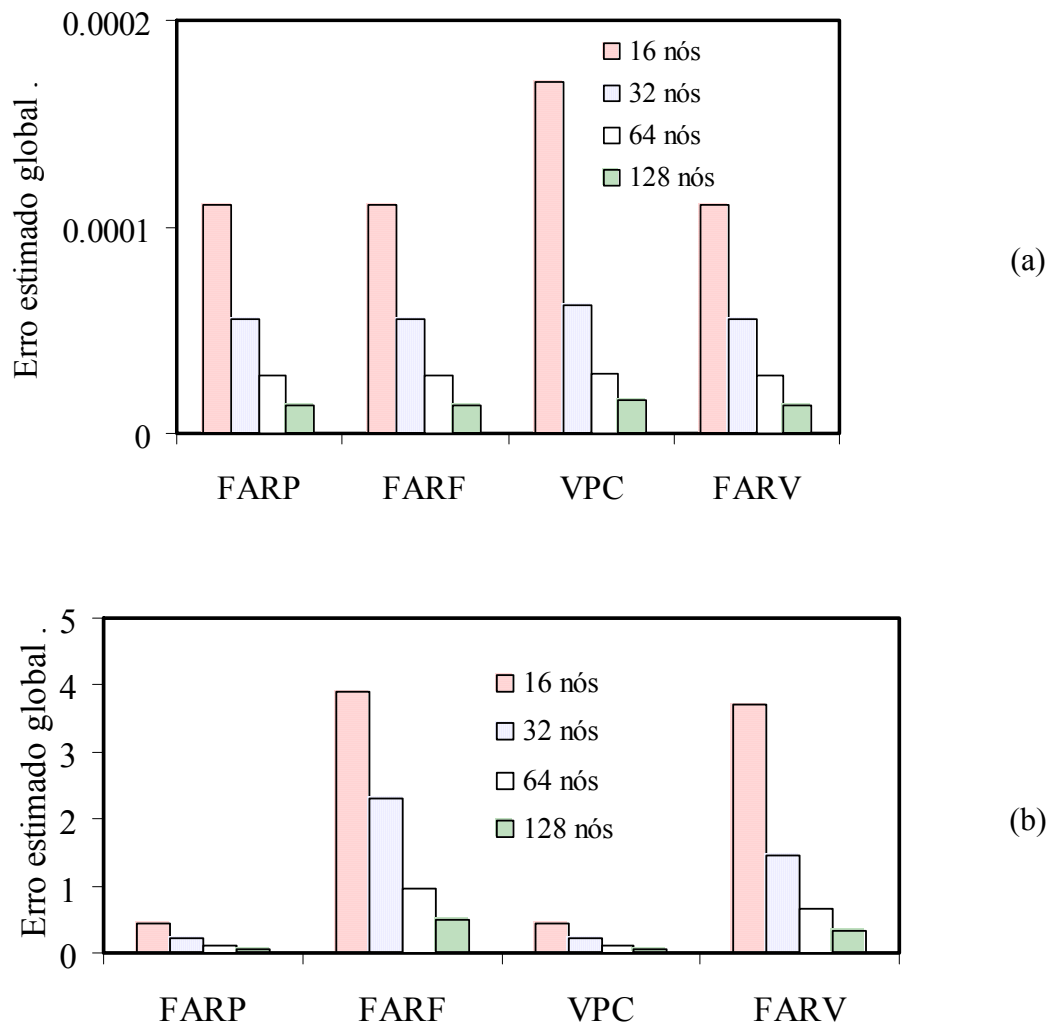 0.0002
0.0001
0
Erro estimado global .
16 nós
32 nós
64 nós
128 nós
FARP
FARF
VPC
FARV
(a)
5
4
3
2
1
0
Erro estimado global .
16 nós
32 nós
64 nós
128 nós
FARP
FARF
VPC
FARV
(b)